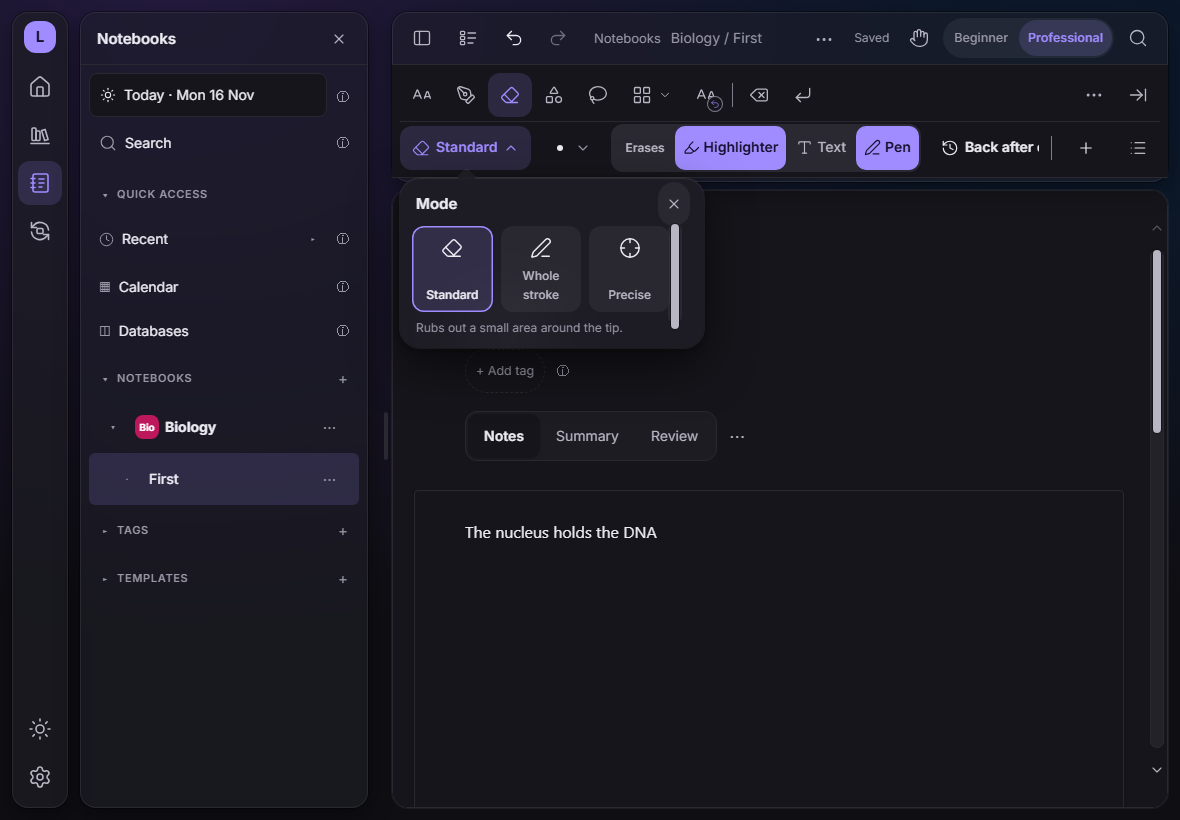 L
Notebooks
Today · Mon 16 Nov
Search
QUICK ACCESS
Recent
Calendar
Databases
NOTEBOOKS
Bio Biology
First
TAGS
TEMPLATES
Notebooks Biology / First
Saved
Beginner Professional
AA
Standard
Erases Highlighter Text Pen
Back after
Mode
Standard
Whole
stroke
Precise
Rubs out a small area around the tip.
+ Add tag
Notes Summary Review
The nucleus holds the DNA